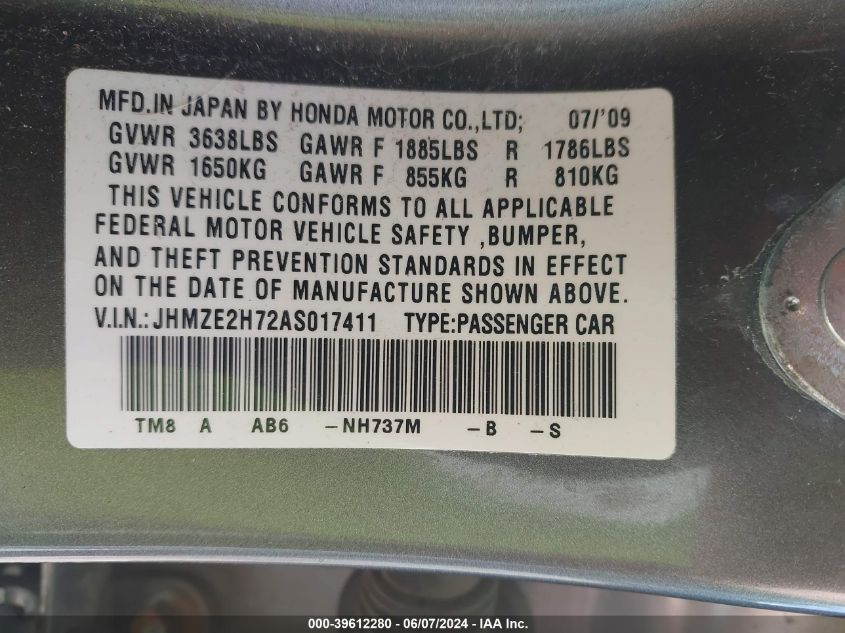 MFD.IN JAPAN BY HONDA MOTOR CO.,LTD; 07/'09
GVWR 3638LBS GAWR F 1885LBS R 1786LBS
GVWR 1650KG GAWR F 855KG R 810KG
THIS VEHICLE CONFORMS TO ALL APPLICABLE
FEDERAL MOTOR VEHICLE SAFETY ,BUMPER,
AND THEFT PREVENTION STANDARDS IN EFFECT
ON THE DATE OF MANUFACTURE SHOWN ABOVE.
V.I.N.: JHMZE2H72AS017411 TYPE:PASSENGER CAR
TM8 A AB6 -NH737M -B -S
000-39612280 - 06/07/2024 - IAA Inc.